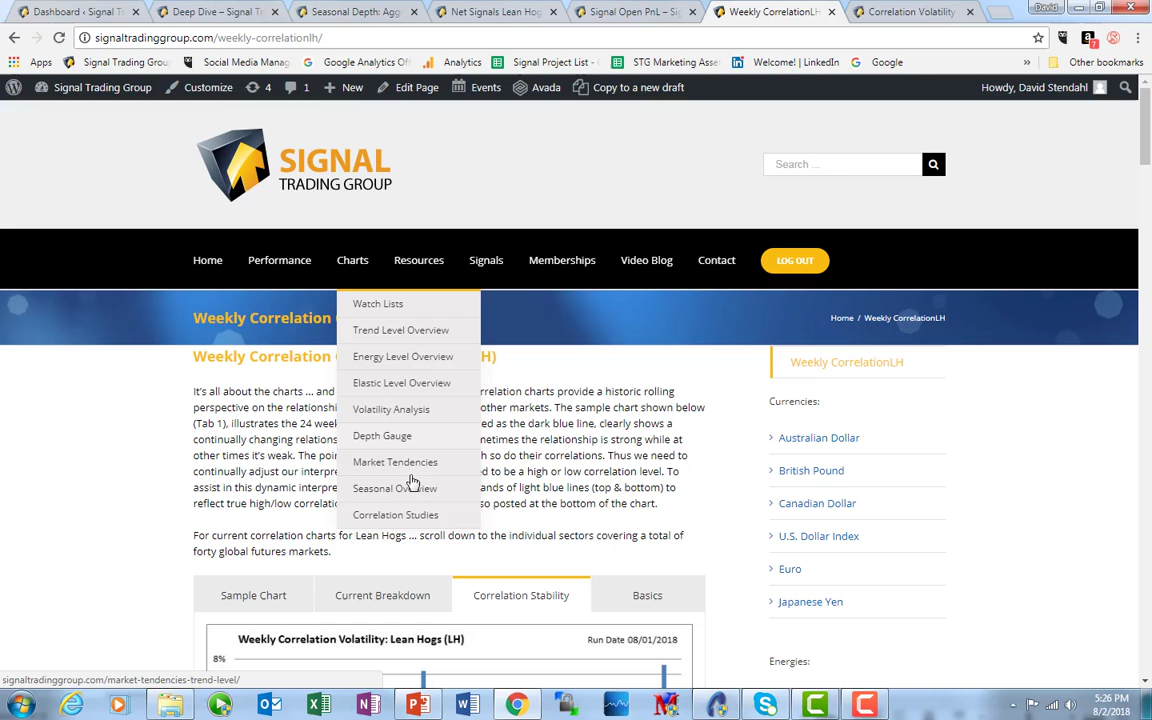 David
Dashboard ‹ Signal T
Deep Dive – Signal Tra
Seasonal Depth: Aggr
Net Signals Lean Hog
Signal Open PnL – Sig
Weekly CorrelationLH
Correlation Volatility
signaltradinggroup.com/weekly-correlationlh/
Apps
Signal Trading Grou
Social Media Manag
Google Analytics Off
Analytics
Signal Project List -
STG Marketing Asse
Welcome! | LinkedIn
Google
»
Other bookmarks
Signal Trading Group
Customize
4
1
New
Edit Page
Events
Avada
Copy to a new draft
Howdy, David Stendahl
SIGNAL
TRADING GROUP
Search ...
Home
Performance
Charts
Resources
Signals
Memberships
Video Blog
Contact
LOG OUT
Watch Lists
Trend Level Overview
Energy Level Overview
Elastic Level Overview
Volatility Analysis
Depth Gauge
Market Tendencies
Seasonal Overview
Correlation Studies
Weekly Correlation
Home / Weekly CorrelationLH
Weekly Correlation H)
It's all about the charts … and relation charts provide a historic rolling
perspective on the relationsh other markets. The sample chart shown below
(Tab 1), illustrates the 24 week ed as the dark blue line, clearly shows a
continually changing relations metimes the relationship is strong while at
other times it's weak. The poin h so do their correlations. Thus we need to
continually adjust our interpre ed to be a high or low correlation level. To
assist in this dynamic interpre ands of light blue lines (top & bottom) to
reflect true high/low correlatio so posted at the bottom of the chart.
For current correlation charts for Lean Hogs … scroll down to the individual sectors covering a total of
forty global futures markets.
Sample Chart
Current Breakdown
Correlation Stability
Basics
Weekly Correlation Volatility: Lean Hogs (LH)
Run Date 08/01/2018
8%
Weekly CorrelationLH
Currencies:
Australian Dollar
British Pound
Canadian Dollar
U.S. Dollar Index
Euro
Japanese Yen
Energies:
signaltradinggroup.com/market-tendencies-trend-level/
5:26 PM
8/2/2018